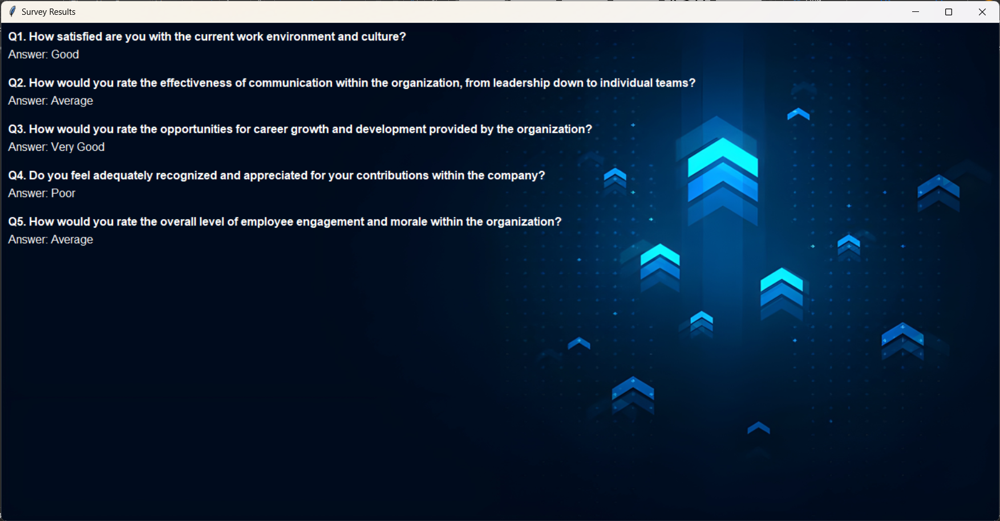 Survey Results
Q1. How satisfied are you with the current work environment and culture?
Answer: Good
Q2. How would you rate the effectiveness of communication within the organization, from leadership down to individual teams?
Answer: Average
Q3. How would you rate the opportunities for career growth and development provided by the organization?
Answer: Very Good
Q4. Do you feel adequately recognized and appreciated for your contributions within the company?
Answer: Poor
Q5. How would you rate the overall level of employee engagement and morale within the organization?
Answer: Average